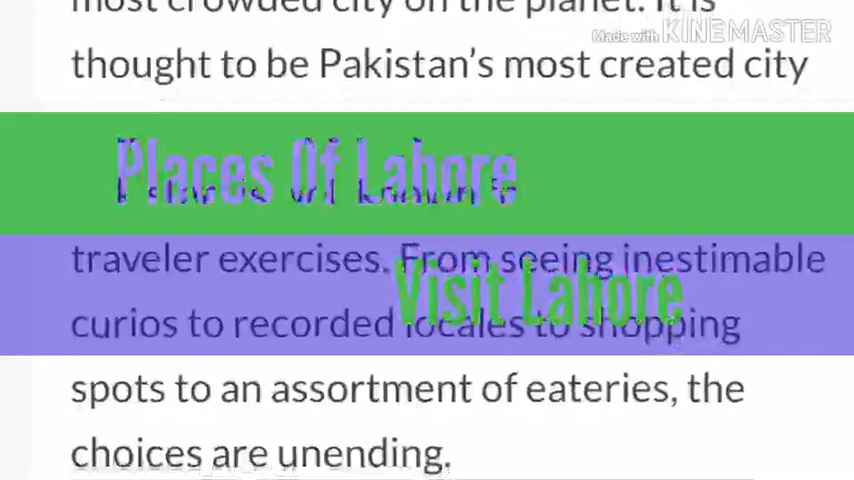 most crowded city on the planet. It is
Made with KINEMASTER
thought to be Pakistan's most created city
Places Of Lahore
traveler exercises. From seeing inestimable
Visit Lahore
curios to recorded locales to shopping
spots to an assortment of eateries, the
choices are unending.